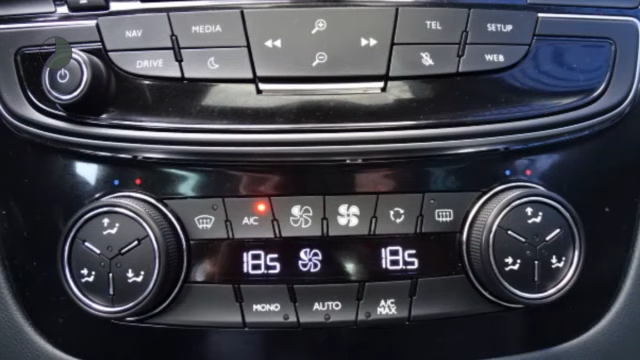 NAV MEDIA TEL SETUP
DRIVE WEB
A/C
18.5 18.5
MONO AUTO A/C MAX